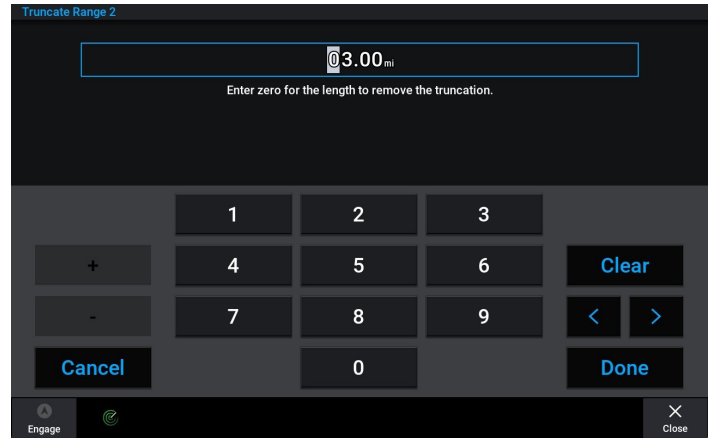 Truncate Range 2
03.00mi
Enter zero for the length to remove the truncation.
1 2 3
+ 4 5 6 Clear
- 7 8 9 < >
Cancel 0 Done
Engage Close